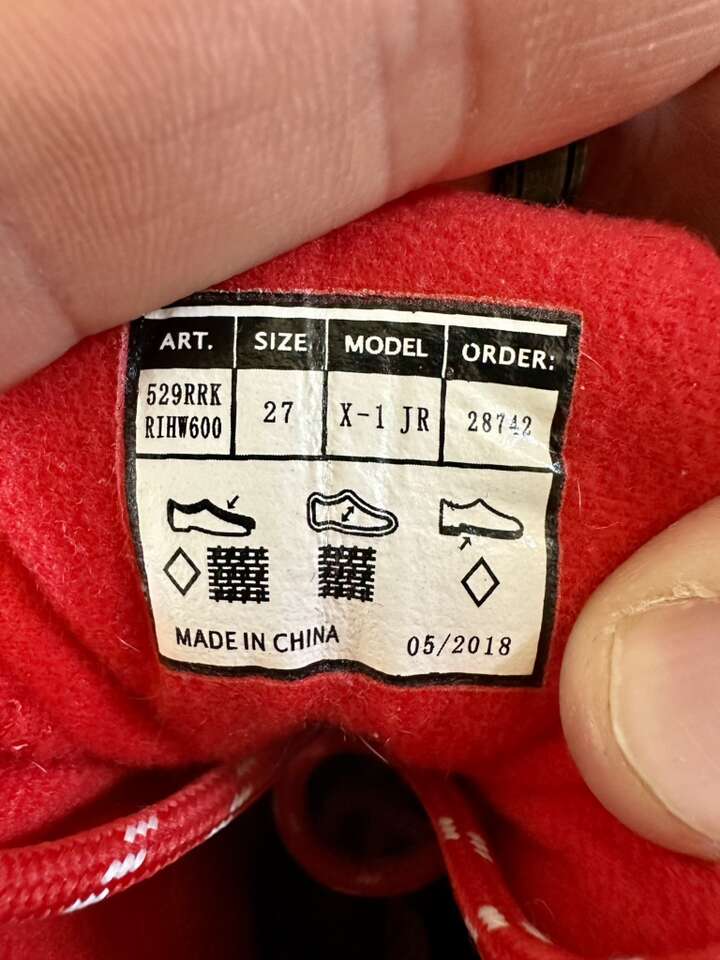 ART. SIZE MODEL ORDER:
529RRK
RIHW600 27 X-1 JR 28742
MADE IN CHINA 05/2018